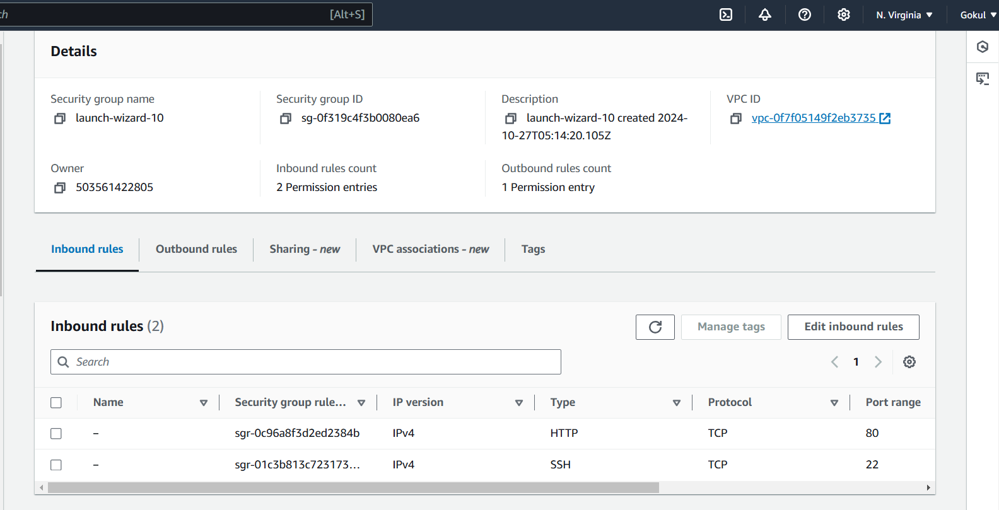 ch [Alt+S] N. Virginia Gokul
Details
Security group name Security group ID Description VPC ID
launch-wizard-10 sg-0f319c4f3b0080ea6 launch-wizard-10 created 2024- vpc-0f7f05149f2eb3735
10-27T05:14:20.105Z
Owner Inbound rules count Outbound rules count
503561422805 2 Permission entries 1 Permission entry
Inbound rules Outbound rules Sharing - new VPC associations - new Tags
Inbound rules (2) Manage tags Edit inbound rules
Search 1
Name Security group rule... IP version Type Protocol Port range
– sgr-0c96a8f3d2ed2384b IPv4 HTTP TCP 80
– sgr-01c3b813c723173... IPv4 SSH TCP 22